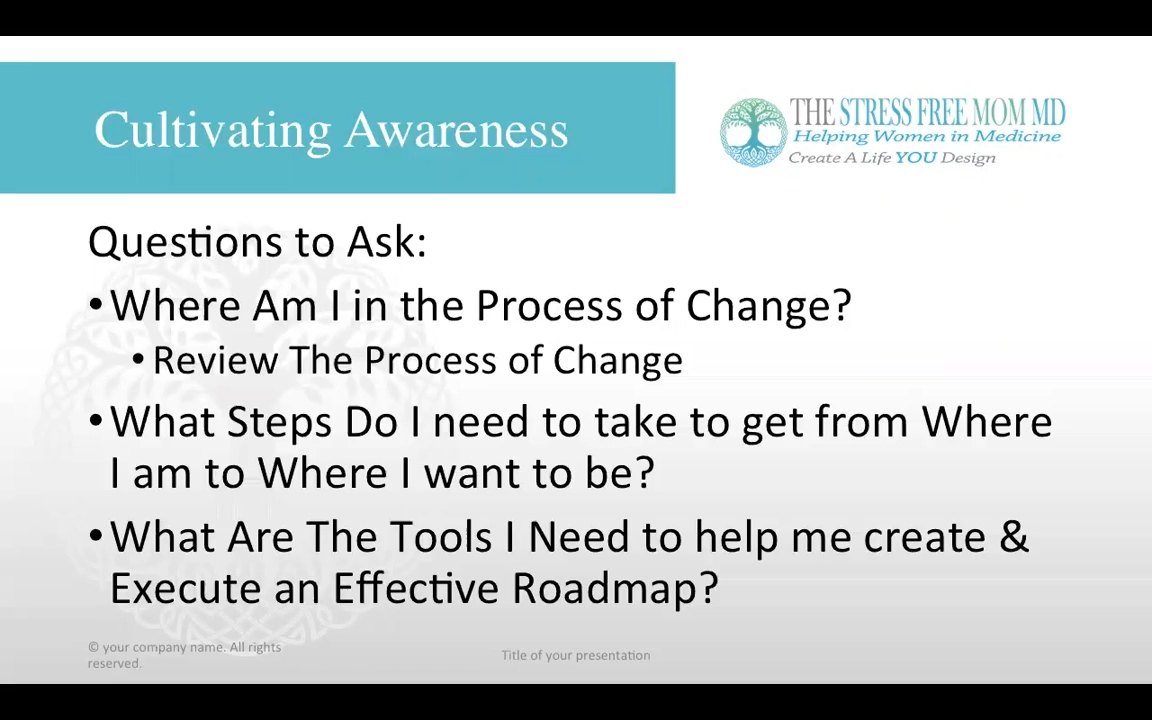 Cultivating Awareness
THE STRESS FREE MOM MD
Helping Women in Medicine
Create A Life YOU Design
Questions to Ask:
•Where Am I in the Process of Change?
•Review The Process of Change
•What Steps Do I need to take to get from Where
I am to Where I want to be?
•What Are The Tools I Need to help me create &
Execute an Effective Roadmap?
© your company name. All rights
reserved.
Title of your presentation